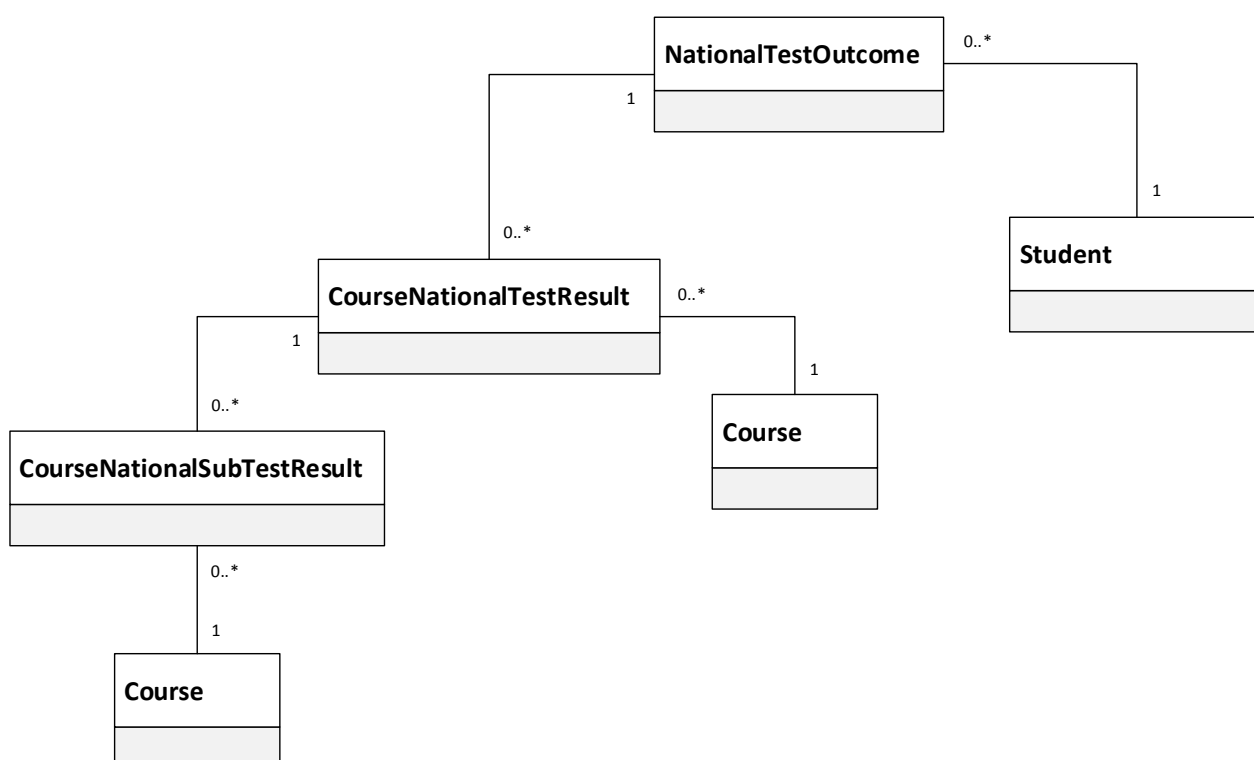 NationalTestOutcome
0..*
1
1
Student
0..*
CourseNationalTestResult
0..*
1
1
0..*
Course
CourseNationalSubTestResult
0..*
1
Course